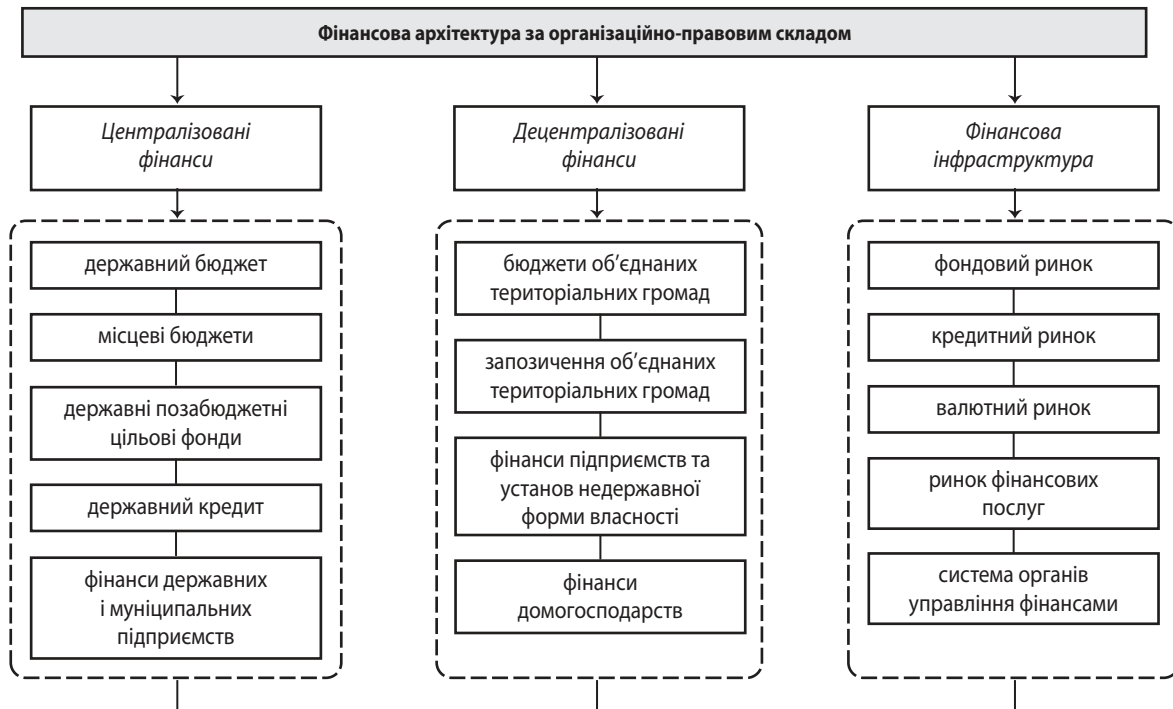 Фінансова архітектура за організаційно-правовим складом
Централізовані
фінанси
державний бюджет
місцеві бюджети
державні позабюджетні
цільові фонди
державний кредит
фінанси державних
і муніципальних
підприємств
Децентралізовані
фінанси
бюджети об’єднаних
територіальних громад
запозичення об’єднаних
територіальних громад
фінанси підприємств та
установ недержавної
форми власності
фінанси
домогосподарств
Фінансова
інфраструктура
фондовий ринок
кредитний ринок
валютний ринок
ринок фінансових
послуг
система органів
управління фінансами